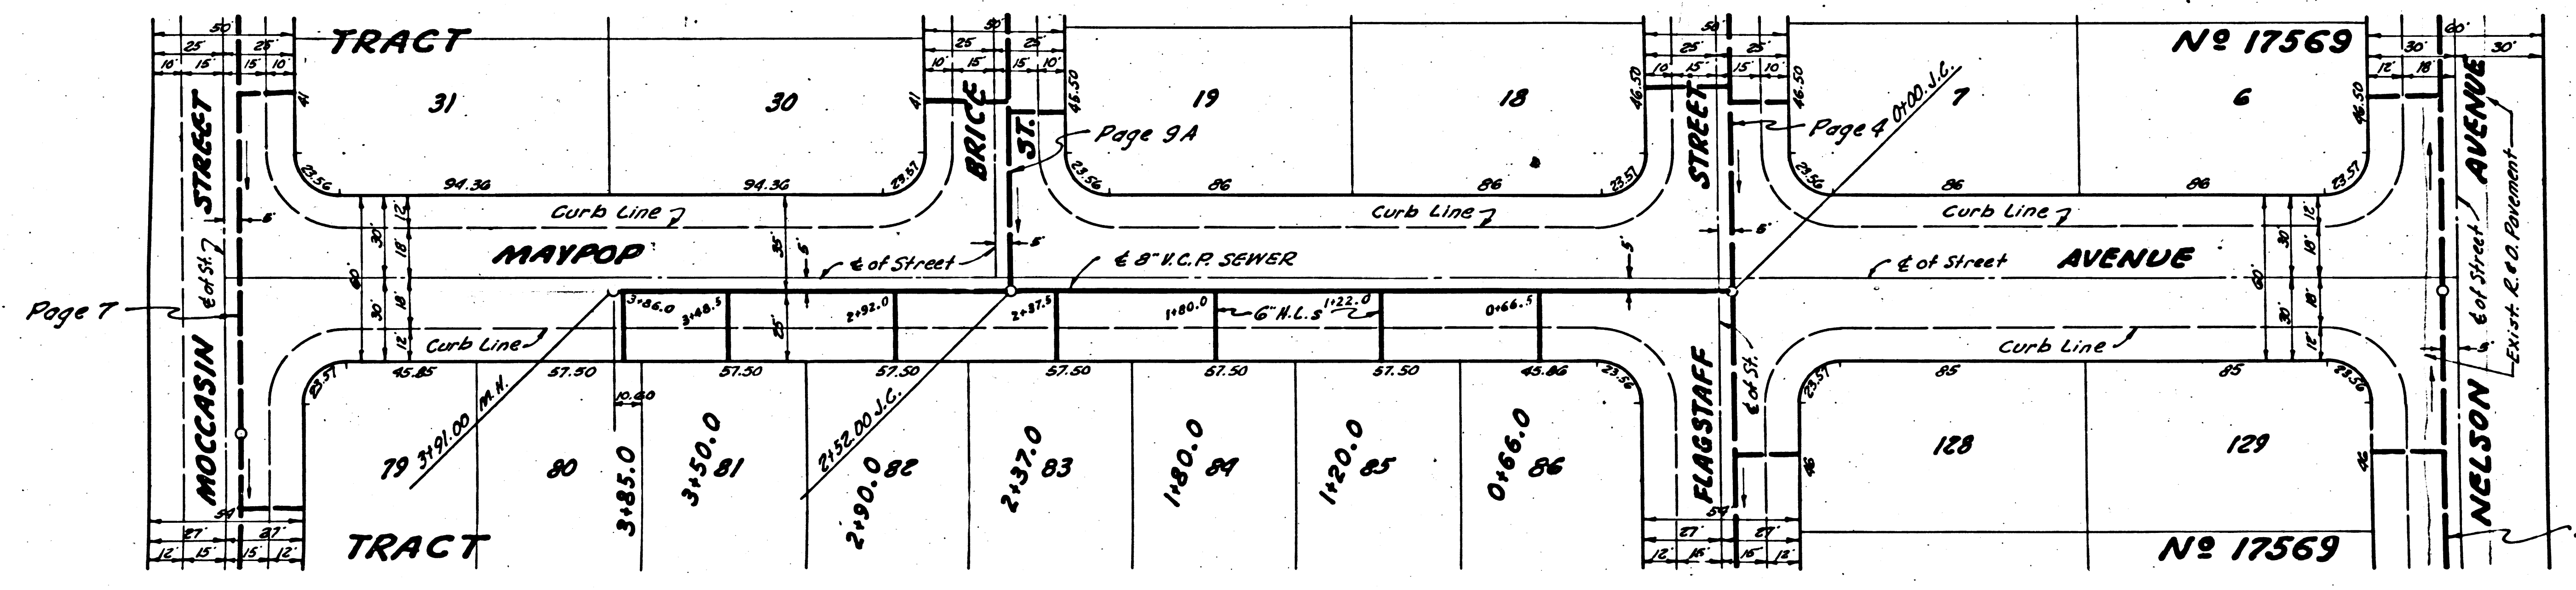 TRACT
Nº 17569
50'
25' 25'
10' 15' 15' 10'
50'
25' 25'
10' 15' 15' 10'
50'
25' 25'
10' 15' 15' 10'
60'
30' 30'
12' 18'
31
30
19
18
7
6
41
41
46.50
46.50
46.50
46.50
MOCCASIN STREET
BRICE ST.
FLAGSTAFF STREET
NELSON AVENUE
Page 9A
Page 4
0+00. J.C.
Exist. R.&O. Pavement
23.56
94.36
94.36
23.57
23.56
86
86
23.57
23.56
86
86
23.57
Curb Line
Curb Line
Curb Line
MAYPOP
AVENUE
℄ of St.
℄ of Street
℄ 8" V.C.P. SEWER
℄ of Street
℄ of Street
℄ of St.
5'
5'
5'
5'
5'
5'
60'
30'
30'
12'
18'
18'
12'
35'
25'
60'
30'
30'
12'
18'
18'
12'
Page 7
3+86.0
3+48.5
2+92.0
2+37.5
1+80.0
6" H.L.s
1+22.0
0+66.5
Curb Line
Curb Line
23.57
45.85
57.50
57.50
57.50
57.50
57.50
57.50
45.86
23.56
23.57
85
85
23.56
10.60
3+91.00 M.H.
2+52.00 J.C.
79
80
81
82
83
84
85
86
128
129
3+85.0
3+50.0
2+90.0
2+37.0
1+80.0
1+20.0
0+66.0
46
46
54
27' 27'
12' 15' 15' 12'
54
27' 27'
12' 15' 15' 12'
TRACT
Nº 17569